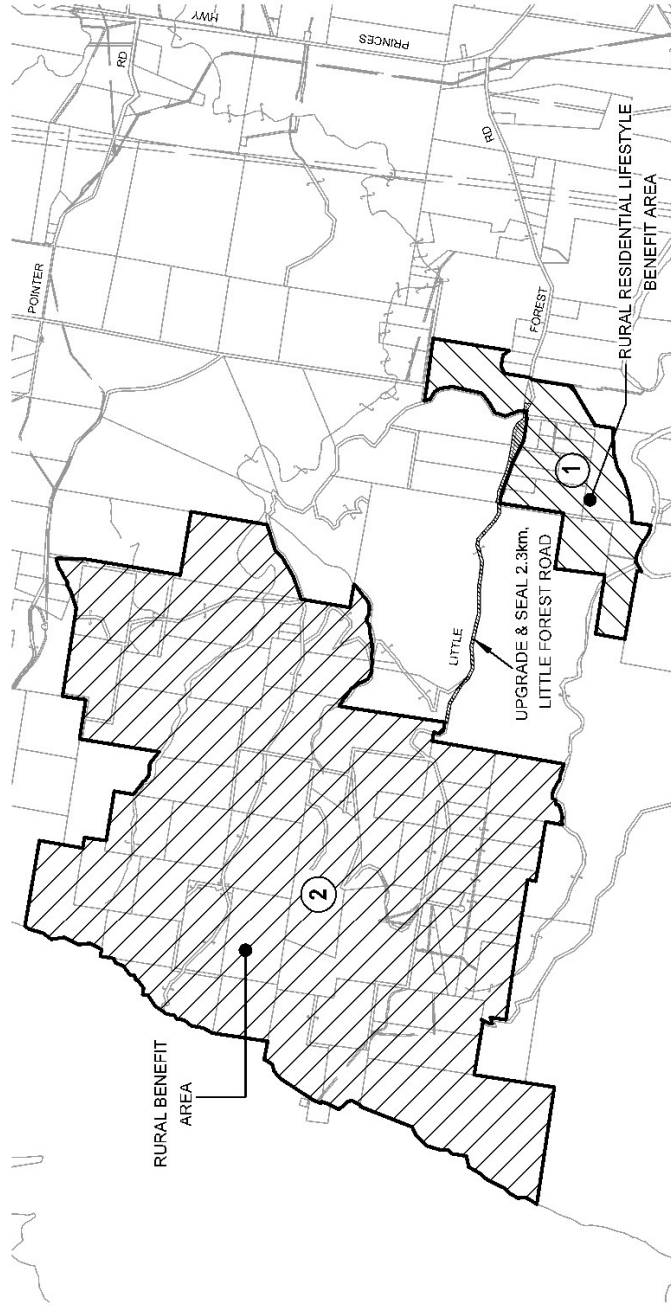 HWY
PRINCES
RD
POINTER
RD
FOREST
LITTLE
RURAL RESIDENTIAL LIFESTYLE
BENEFIT AREA
1
UPGRADE & SEAL 2.3km,
LITTLE FOREST ROAD
2
RURAL BENEFIT
AREA